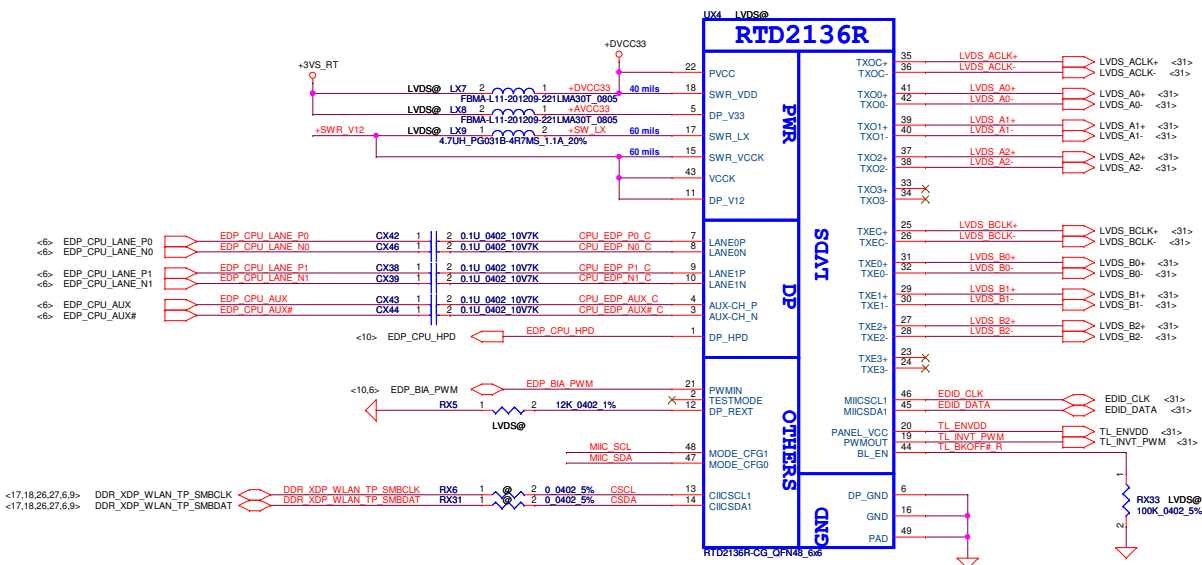 UX4 LVDS@
RTD2136R
+DVCC33
+3VS_RT
LVDS@ LX7 2 1 +DVCC33 40 mils
FBMA-L11-201209-221LMA30T_0805
LVDS@ LX8 2 1 +AVCC33
FBMA-L11-201209-221LMA30T_0805
+SWR_V12 LVDS@ LX9 1 2 +SW_LX 60 mils
4.7UH_PG031B-4R7MS_1.1A_20%
60 mils
22 PVCC
18 SWR_VDD
5 DP_V33
17 SWR_LX
15 SWR_VCCK
43 VCCK
11 DP_V12
PWR
<6> EDP_CPU_LANE_P0 EDP_CPU_LANE_P0 CX42 1 2 0.1U_0402_10V7K CPU_EDP_P0_C 7 LANE0P
<6> EDP_CPU_LANE_N0 EDP_CPU_LANE_N0 CX46 1 2 0.1U_0402_10V7K CPU_EDP_N0_C 8 LANE0N
<6> EDP_CPU_LANE_P1 EDP_CPU_LANE_P1 CX38 1 2 0.1U_0402_10V7K CPU_EDP_P1_C 9 LANE1P
<6> EDP_CPU_LANE_N1 EDP_CPU_LANE_N1 CX39 1 2 0.1U_0402_10V7K CPU_EDP_N1_C 10 LANE1N
<6> EDP_CPU_AUX EDP_CPU_AUX CX43 1 2 0.1U_0402_10V7K CPU_EDP_AUX_C 4 AUX-CH_P
<6> EDP_CPU_AUX# EDP_CPU_AUX# CX44 1 2 0.1U_0402_10V7K CPU_EDP_AUX#_C 3 AUX-CH_N
<10> EDP_CPU_HPD EDP_CPU_HPD 1 DP_HPD
DP
<10,6> EDP_BIA_PWM EDP_BIA_PWM 21 PWMIN
2 TESTMODE
RX5 1 2 12K_0402_1% 12 DP_REXT
LVDS@
MIIC_SCL 48 MODE_CFG1
MIIC_SDA 47 MODE_CFG0
<17,18,26,27,6,9> DDR_XDP_WLAN_TP_SMBCLK DDR_XDP_WLAN_TP_SMBCLK RX6 1 @ 2 0_0402_5% CSCL 13 CIICSCL1
<17,18,26,27,6,9> DDR_XDP_WLAN_TP_SMBDAT DDR_XDP_WLAN_TP_SMBDAT RX31 1 @ 2 0_0402_5% CSDA 14 CIICSDA1
OTHERS
LVDS
TXOC+ 35 LVDS_ACLK+ LVDS_ACLK+ <31>
TXOC- 36 LVDS_ACLK- LVDS_ACLK- <31>
TXO0+ 41 LVDS_A0+ LVDS_A0+ <31>
TXO0- 42 LVDS_A0- LVDS_A0- <31>
TXO1+ 39 LVDS_A1+ LVDS_A1+ <31>
TXO1- 40 LVDS_A1- LVDS_A1- <31>
TXO2+ 37 LVDS_A2+ LVDS_A2+ <31>
TXO2- 38 LVDS_A2- LVDS_A2- <31>
TXO3+ 33
TXO3- 34
TXEC+ 25 LVDS_BCLK+ LVDS_BCLK+ <31>
TXEC- 26 LVDS_BCLK- LVDS_BCLK- <31>
TXE0+ 31 LVDS_B0+ LVDS_B0+ <31>
TXE0- 32 LVDS_B0- LVDS_B0- <31>
TXE1+ 29 LVDS_B1+ LVDS_B1+ <31>
TXE1- 30 LVDS_B1- LVDS_B1- <31>
TXE2+ 27 LVDS_B2+ LVDS_B2+ <31>
TXE2- 28 LVDS_B2- LVDS_B2- <31>
TXE3+ 23
TXE3- 24
MIICSCL1 46 EDID_CLK EDID_CLK <31>
MIICSDA1 45 EDID_DATA EDID_DATA <31>
PANEL_VCC 20 TL_ENVDD TL_ENVDD <31>
PWMOUT 19 TL_INVT_PWM TL_INVT_PWM <31>
BL_EN 44 TL_BKOFF#_R
1
RX33 LVDS@
100K_0402_5%
2
GND
DP_GND 6
GND 16
PAD 49
RTD2136R-CG_QFN48_6x6